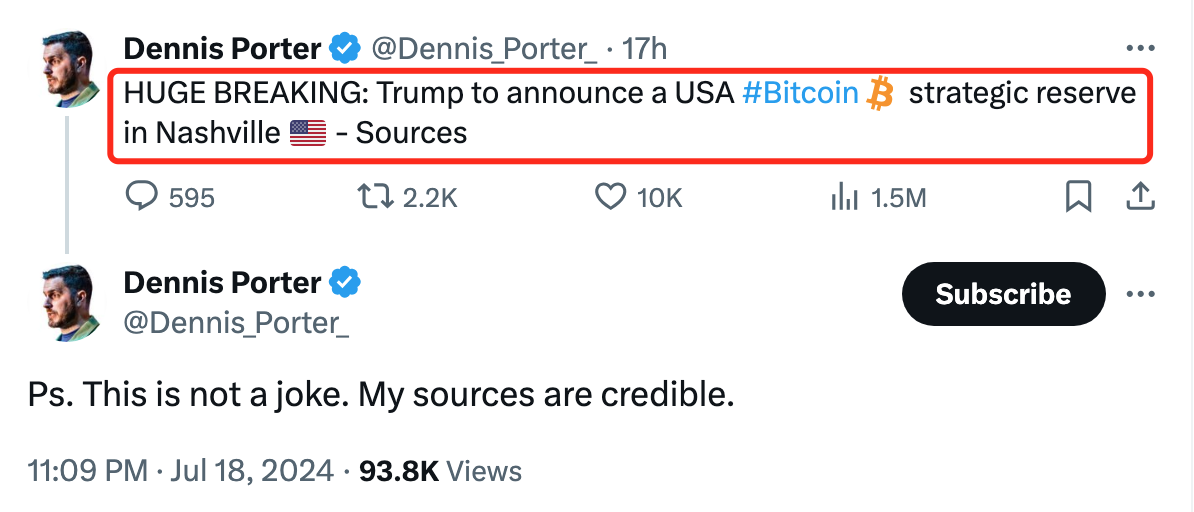 Dennis Porter @Dennis_Porter_ · 17h
HUGE BREAKING: Trump to announce a USA #Bitcoin strategic reserve
in Nashville 🇺🇸 - Sources
595 2.2K 10K 1.5M
Dennis Porter
Subscribe
@Dennis_Porter_
Ps. This is not a joke. My sources are credible.
11:09 PM · Jul 18, 2024 · 93.8K Views